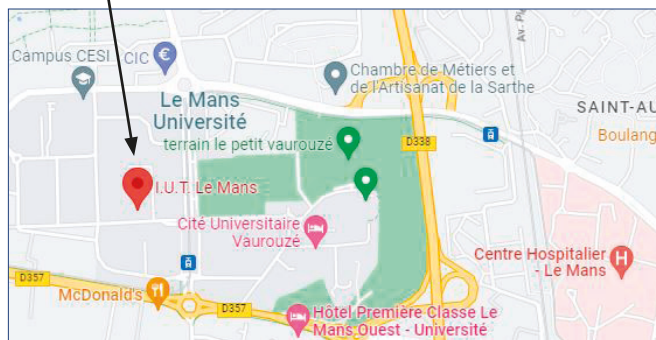 Campus CESI
CIC
€
Chambre de Métiers et
de l'Artisanat de la Sarthe
Av. Pie
Le Mans
Université
terrain le petit vaurouzé
D338
SAINT-AU
Boulang
I.U.T. Le Mans
Cité Universitaire
Vaurouzé
Centre Hospitalier
- Le Mans
H
D357
McDonald's
D357
Hôtel Première Classe Le
Mans Ouest - Université